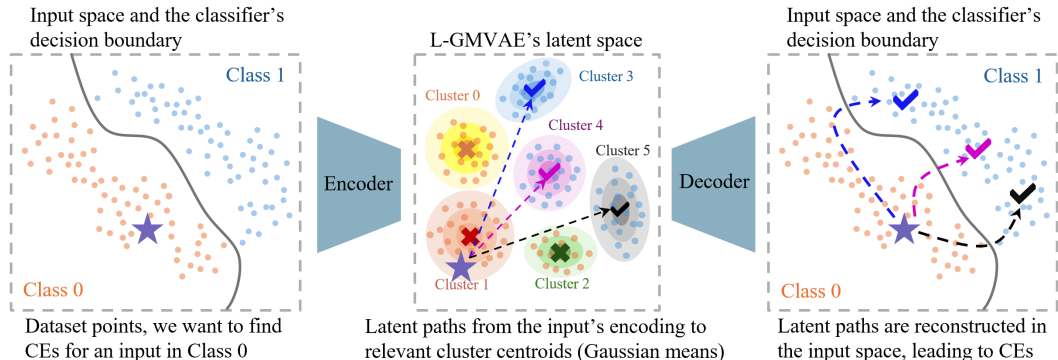 Input space and the classifier's
decision boundary
Class 1
Class 0
Dataset points, we want to find
CEs for an input in Class 0
Encoder
L-GMVAE's latent space
Cluster 3
Cluster 0
Cluster 4
Cluster 5
Cluster 1
Cluster 2
Latent paths from the input's encoding to
relevant cluster centroids (Gaussian means)
Decoder
Input space and the classifier's
decision boundary
Class 1
Class 0
Latent paths are reconstructed in
the input space, leading to CEs